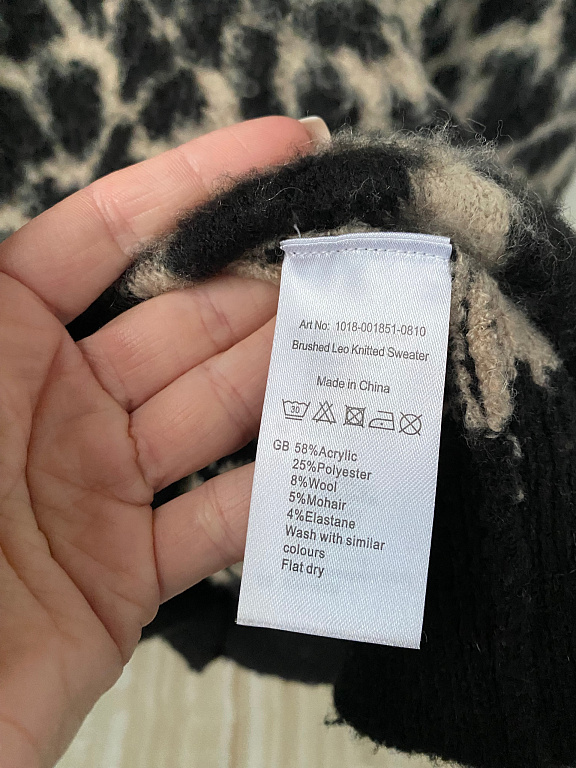 Art No: 1018-001851-0810
Brushed Leo Knitted Sweater
Made in China
30
GB 58%Acrylic
25%Polyester
8%Wool
5%Mohair
4%Elastane
Wash with similar
colours
Flat dry